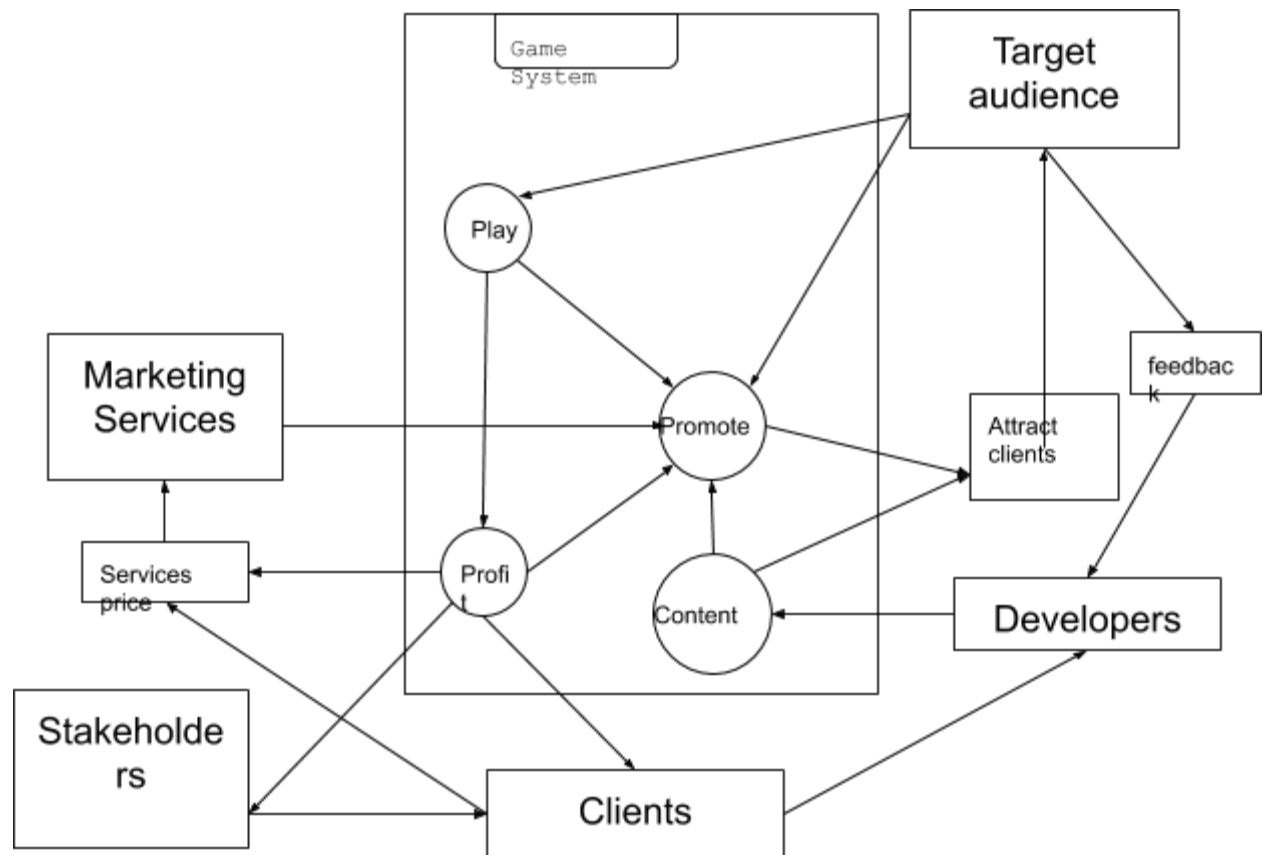 Game
System
Target
audience
Play
Marketing
Services
feedbac
k
Promote
Attract
clients
Services
price
Profi
t
Content
Developers
Stakeholde
rs
Clients